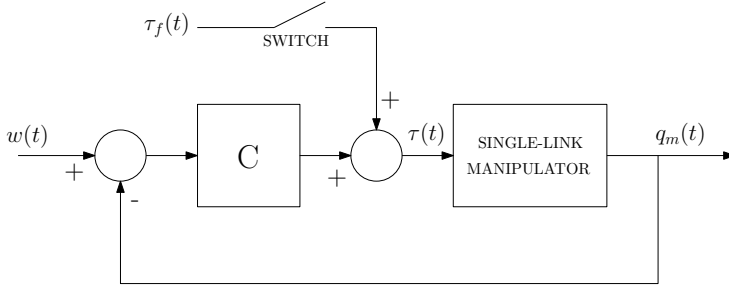 τ_f(t)
SWITCH
+
w(t)
+
-
C
+
τ(t)
SINGLE-LINK
MANIPULATOR
q_m(t)